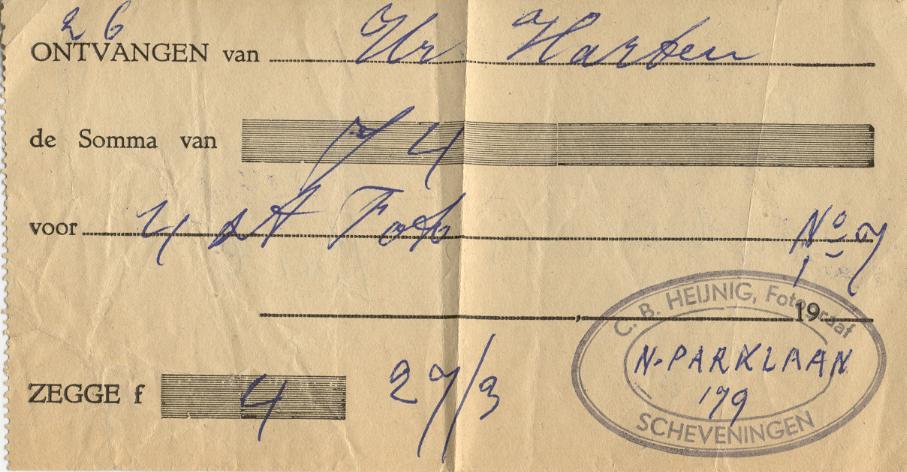 26
ONTVANGEN van Hr Harten
de Somma van f 4
voor 4 st Foto No 7
19
ZEGGE f 4 27/3
C. B. HEIJNIG, Fotograaf
N. PARKLAAN
179
SCHEVENINGEN